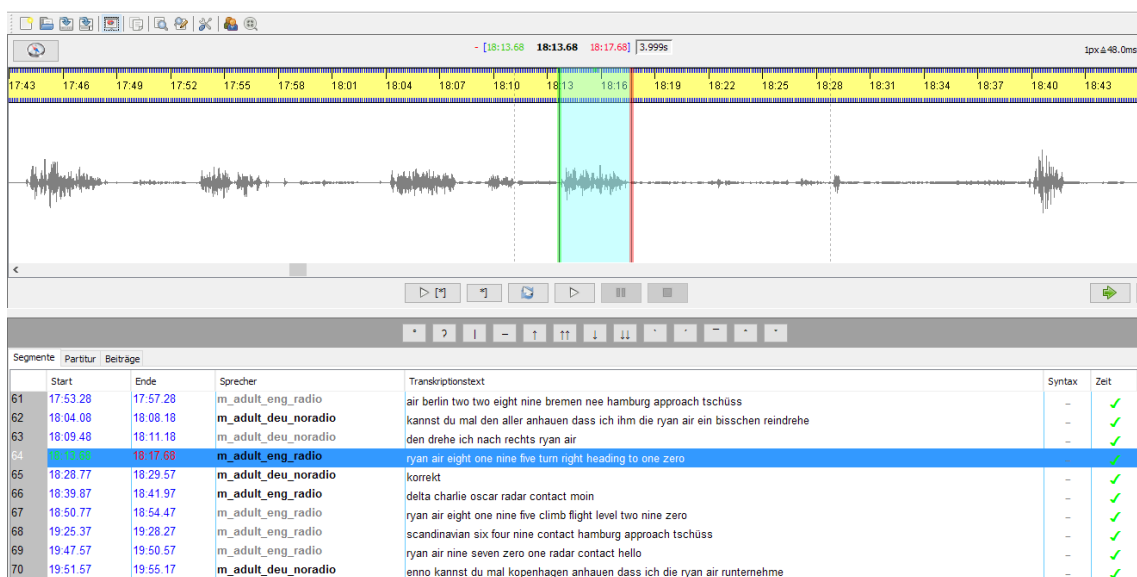 - [18:13.68 18:13.68 18:17.68] 3.999s
1px≙48.0ms
17:43 17:46 17:49 17:52 17:55 17:58 18:01 18:04 18:07 18:10 18:13 18:16 18:19 18:22 18:25 18:28 18:31 18:34 18:37 18:40 18:43
Segmente Partitur Beiträge
Start Ende Sprecher Transkriptionstext Syntax Zeit
61 17:53.28 17:57.28 m_adult_eng_radio air berlin two two eight nine bremen nee hamburg approach tschüss
62 18:04.08 18:08.18 m_adult_deu_noradio kannst du mal den aller anhauen dass ich ihm die ryan air ein bisschen reindrehe
63 18:09.48 18:11.18 m_adult_deu_noradio den drehe ich nach rechts ryan air
64 18:13.68 18:17.68 m_adult_eng_radio ryan air eight one nine five turn right heading to one zero
65 18:28.77 18:29.57 m_adult_deu_noradio korrekt
66 18:39.87 18:41.97 m_adult_eng_radio delta charlie oscar radar contact moin
67 18:50.77 18:54.47 m_adult_eng_radio ryan air eight one nine five climb flight level two nine zero
68 19:25.37 19:28.27 m_adult_eng_radio scandinavian six four nine contact hamburg approach tschüss
69 19:47.57 19:50.57 m_adult_eng_radio ryan air nine seven zero one radar contact hello
70 19:51.57 19:55.17 m_adult_deu_noradio enno kannst du mal kopenhagen anhauen dass ich die ryan air runternehme